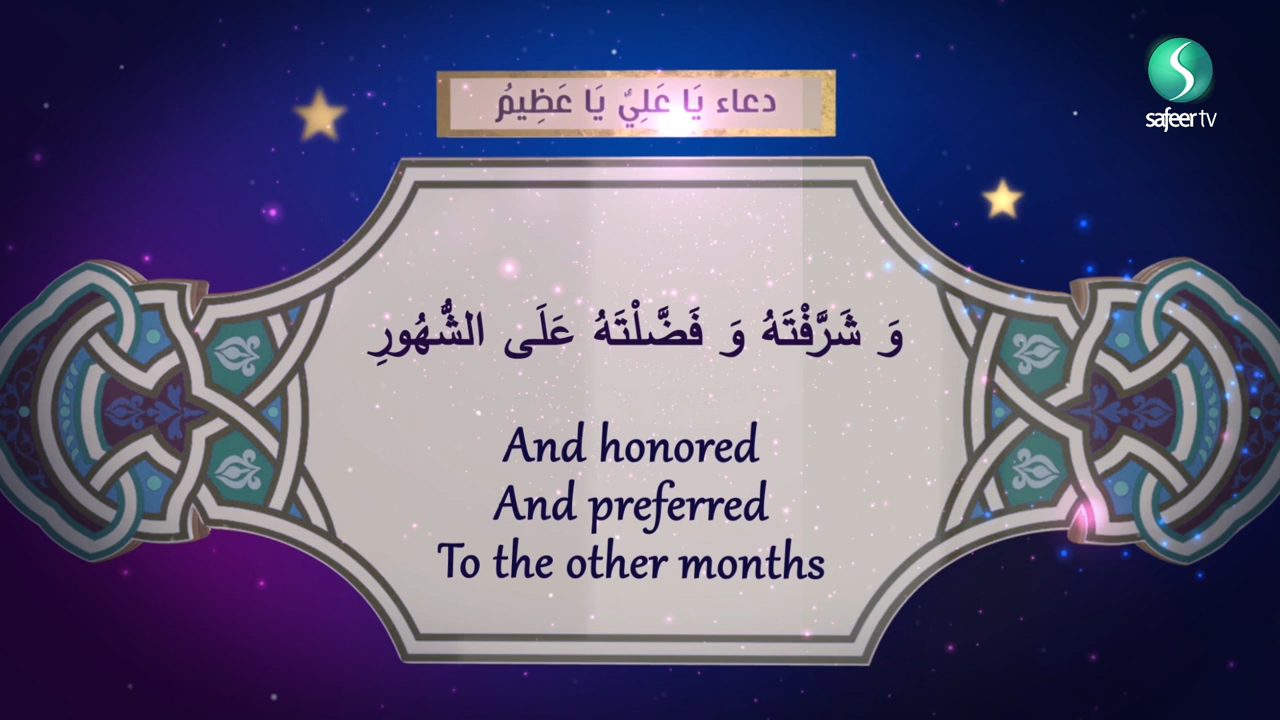 دعاء يَا عَلِيُّ يَا عَظِيمُ
safeer tv
وَ شَرَّفْتَهُ وَ فَضَّلْتَهُ عَلَى الشُّهُورِ
And honored
And preferred
To the other months